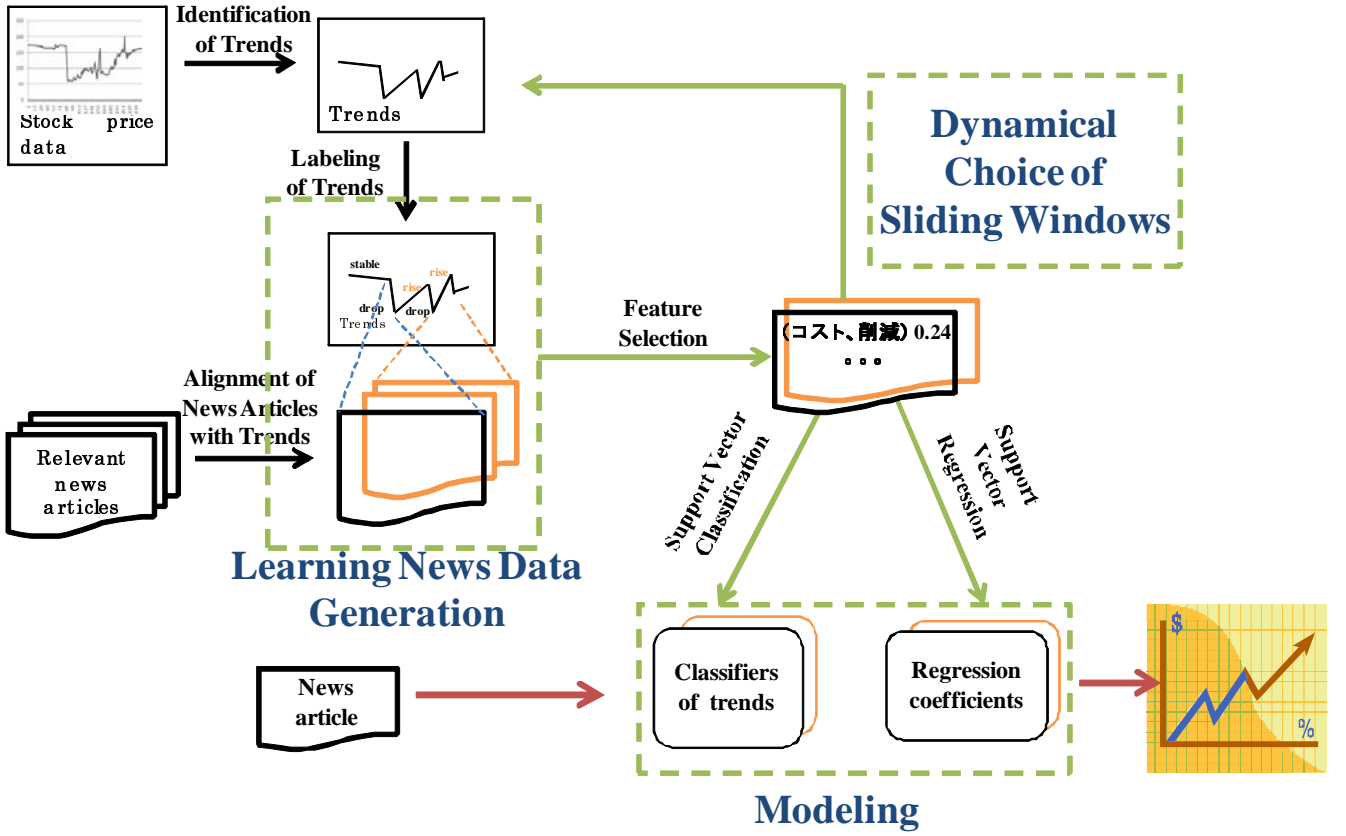 Identification
of Trends
Stock price
data
Trends
Labeling
of Trends
Dynamical
Choice of
Sliding Windows
stable
rise
rise
drop
drop
Trends
Feature
Selection
(コスト、削減) 0.24
。。。
Alignment of
News Articles
with Trends
Relevant
news
articles
Support Vector
Classification
Support
Vector
Regression
Learning News Data
Generation
News
article
Classifiers
of trends
Regression
coefficients
$
%
Modeling